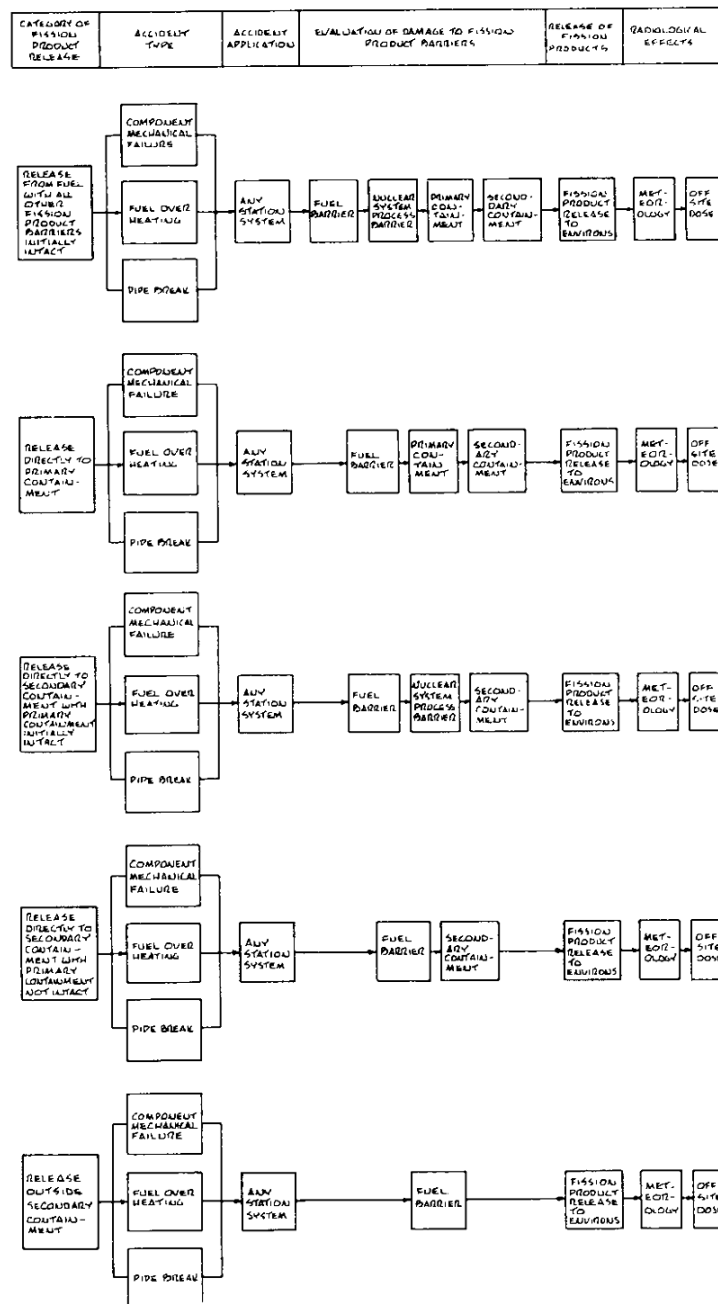 CATEGORY OF
FISSION
PRODUCT
RELEASE
ACCIDENT
TYPE
ACCIDENT
APPLICATION
EVALUATION OF DAMAGE TO FISSION
PRODUCT BARRIERS
RELEASE OF
FISSION
PRODUCTS
RADIOLOGICAL
EFFECTS
RELEASE
FROM FUEL
WITH ALL
OTHER
FISSION
PRODUCT
BARRIERS
INITIALLY
INTACT
COMPONENT
MECHANICAL
FAILURE
FUEL OVER
HEATING
PIPE BREAK
ANY
STATION
SYSTEM
FUEL
BARRIER
NUCLEAR
SYSTEM
PROCESS
BARRIER
PRIMARY
CON-
TAIN-
MENT
SECON-
DARY
CONTAIN-
MENT
FISSION
PRODUCT
RELEASE
TO
ENVIRONS
MET-
EOR-
OLOGY
OFF
SITE
DOSE
RELEASE
DIRECTLY TO
PRIMARY
CONTAIN-
MENT
COMPONENT
MECHANICAL
FAILURE
FUEL OVER
HEATING
PIPE BREAK
ANY
STATION
SYSTEM
FUEL
BARRIER
PRIMARY
CON-
TAIN-
MENT
SECOND-
ARY
CONTAIN-
MENT
FISSION
PRODUCT
RELEASE
TO
ENVIRONS
MET-
EOR-
OLOGY
OFF
SITE
DOSE
RELEASE
DIRECTLY TO
SECONDARY
CONTAIN-
MENT WITH
PRIMARY
CONTAINMENT
INITIALLY
INTACT
COMPONENT
MECHANICAL
FAILURE
FUEL OVER
HEATING
PIPE BREAK
ANY
STATION
SYSTEM
FUEL
BARRIER
NUCLEAR
SYSTEM
PROCESS
BARRIER
SECOND-
ARY
CONTAIN-
MENT
FISSION
PRODUCT
RELEASE
TO
ENVIRONS
MET-
EOR-
OLOGY
OFF
SITE
DOSE
RELEASE
DIRECTLY TO
SECONDARY
CONTAIN-
MENT WITH
PRIMARY
CONTAINMENT
NOT INTACT
COMPONENT
MECHANICAL
FAILURE
FUEL OVER
HEATING
PIPE BREAK
ANY
STATION
SYSTEM
FUEL
BARRIER
SECOND-
ARY
CONTAIN-
MENT
FISSION
PRODUCT
RELEASE
TO
ENVIRONS
MET-
EOR-
OLOGY
OFF
SITE
DOSE
RELEASE
OUTSIDE
SECONDARY
CONTAIN-
MENT
COMPONENT
MECHANICAL
FAILURE
FUEL OVER
HEATING
PIPE BREAK
ANY
STATION
SYSTEM
FUEL
BARRIER
FISSION
PRODUCT
RELEASE
TO
ENVIRONS
MET-
EOR-
OLOGY
OFF
SITE
DOSE